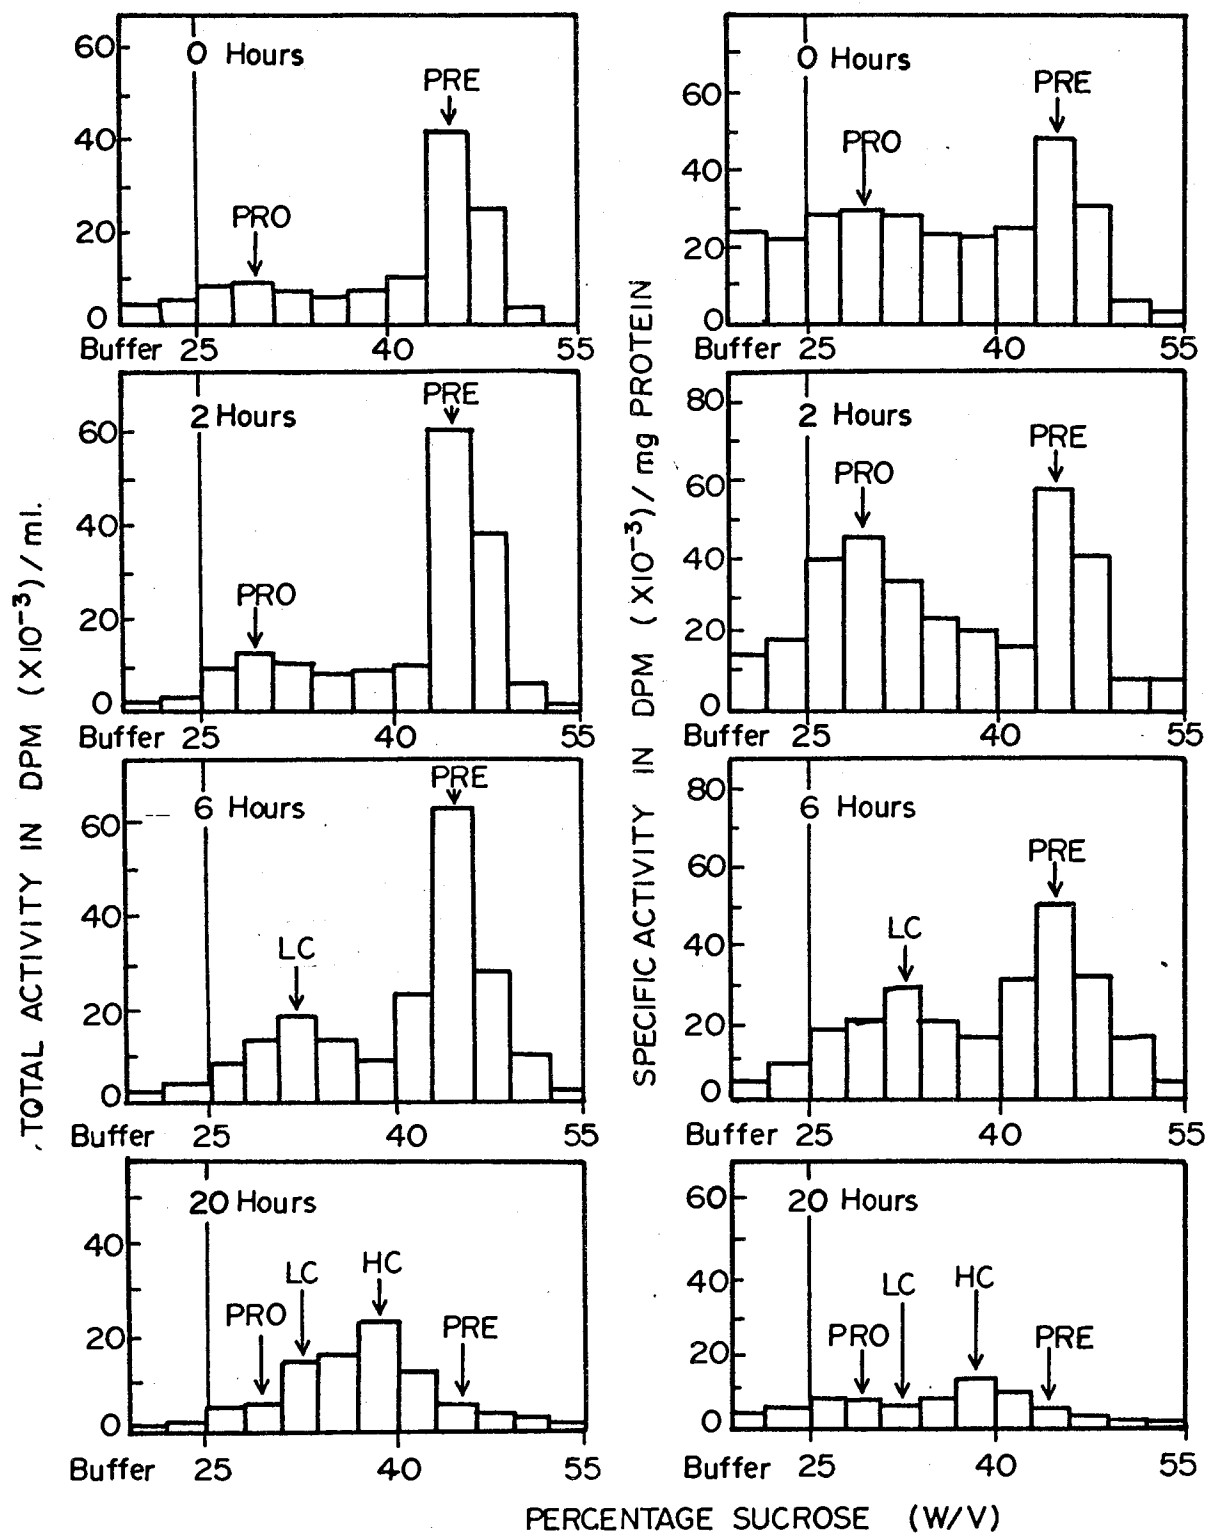 TOTAL ACTIVITY IN DPM (X10⁻³)/ml.
0 Hours
PRO
PRE
60
40
20
0
Buffer 25 40 55
2 Hours
PRO
PRE
60
40
20
0
Buffer 25 40 55
6 Hours
LC
PRE
60
40
20
0
Buffer 25 40 55
20 Hours
PRO
LC
HC
PRE
40
20
0
Buffer 25 40 55
SPECIFIC ACTIVITY IN DPM (X10⁻³)/mg PROTEIN
0 Hours
PRO
PRE
60
40
20
0
Buffer 25 40 55
2 Hours
PRO
PRE
80
60
40
20
0
Buffer 25 40 55
6 Hours
LC
PRE
80
60
40
20
0
Buffer 25 40 55
20 Hours
PRO
LC
HC
PRE
60
40
20
0
Buffer 25 40 55
PERCENTAGE SUCROSE (W/V)